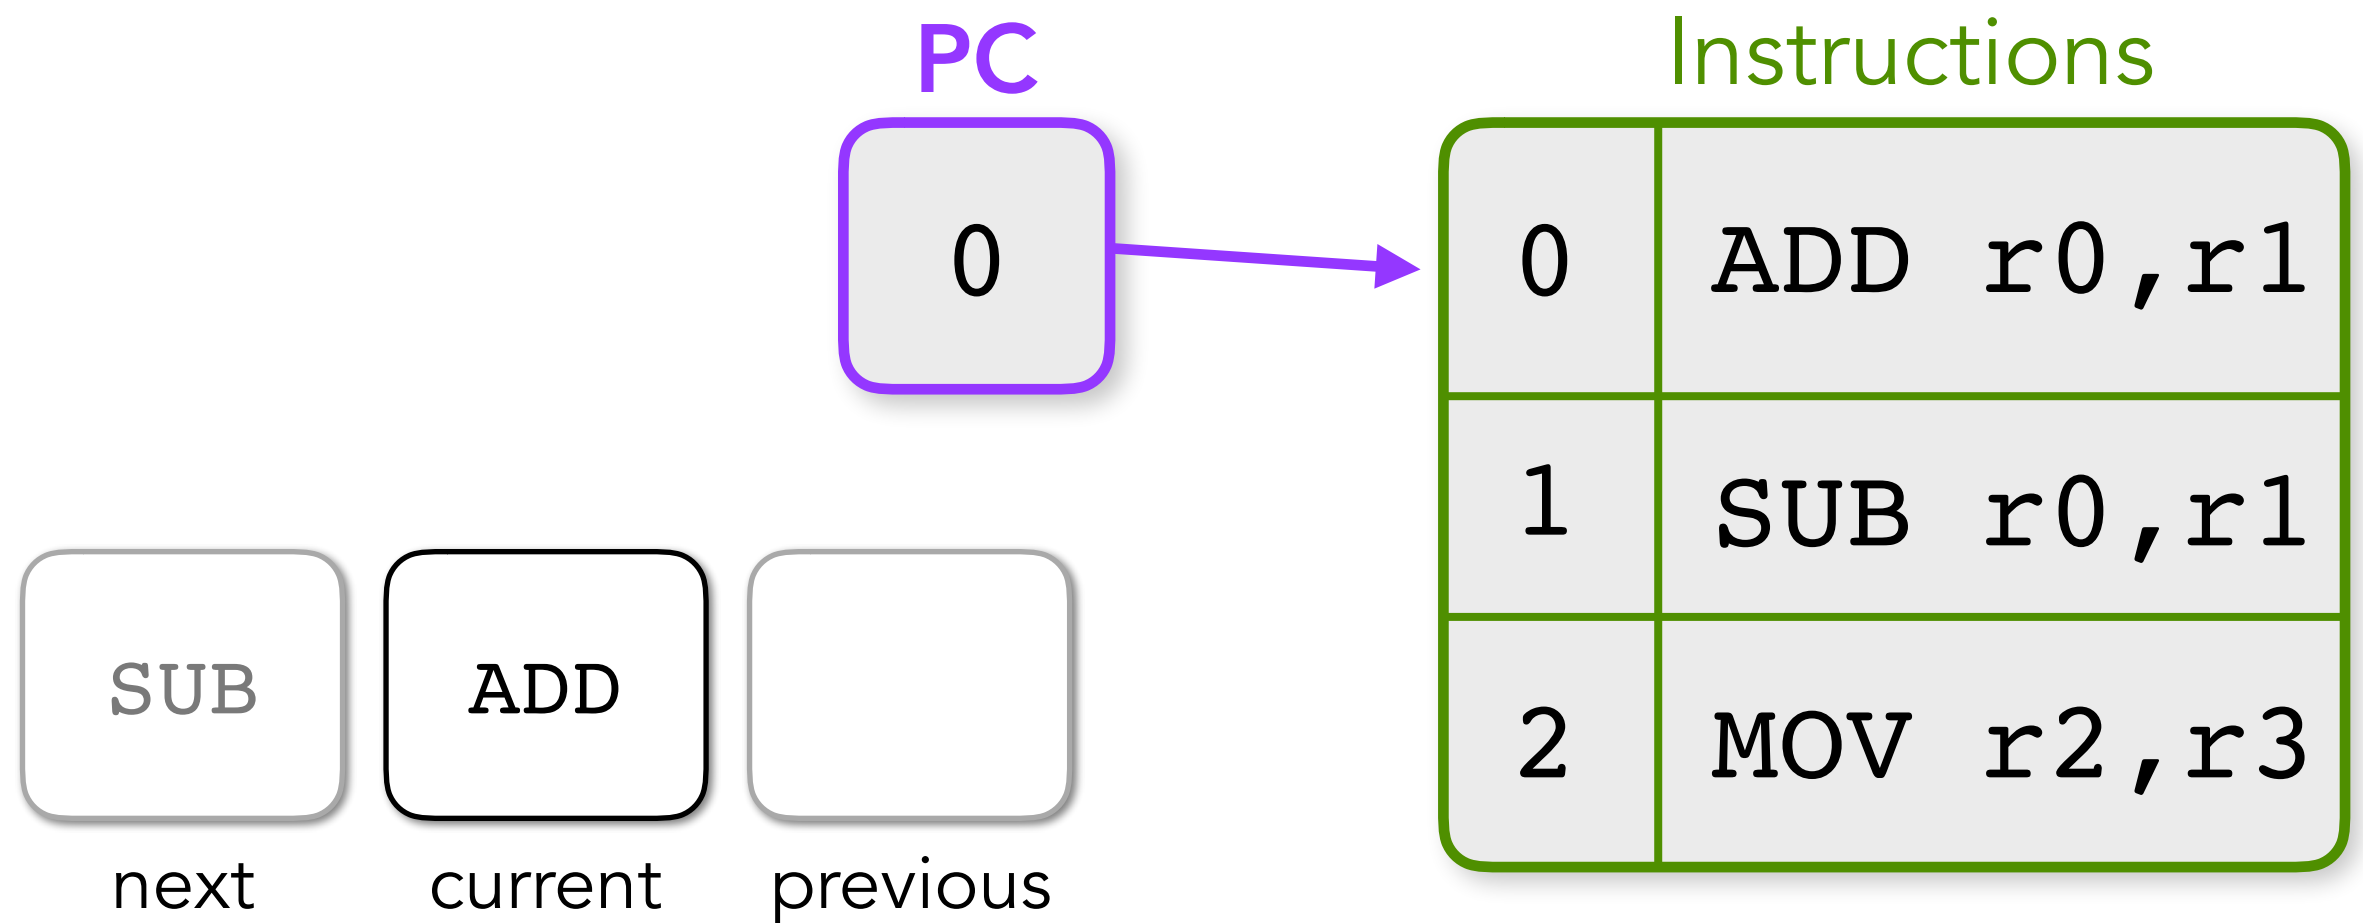 PC
0
Instructions
0 ADD r0,r1
1 SUB r0,r1
2 MOV r2,r3
SUB
next
ADD
current
previous